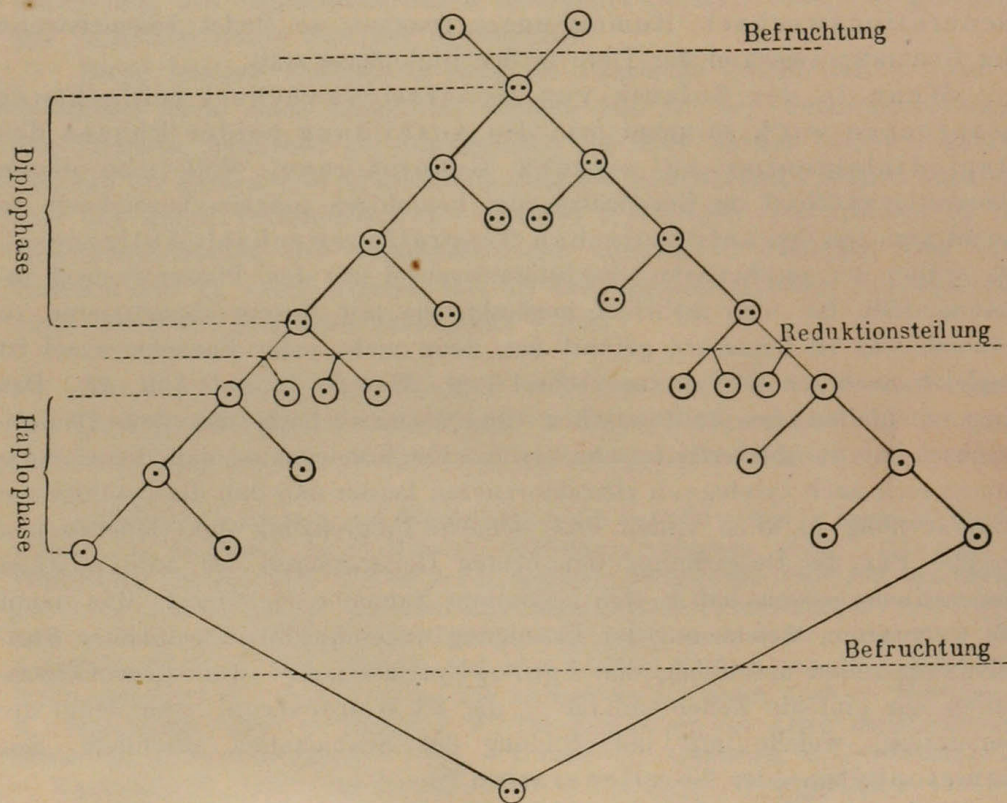 Befruchtung
Diplophase
Reduktionsteilung
Haplophase
Befruchtung